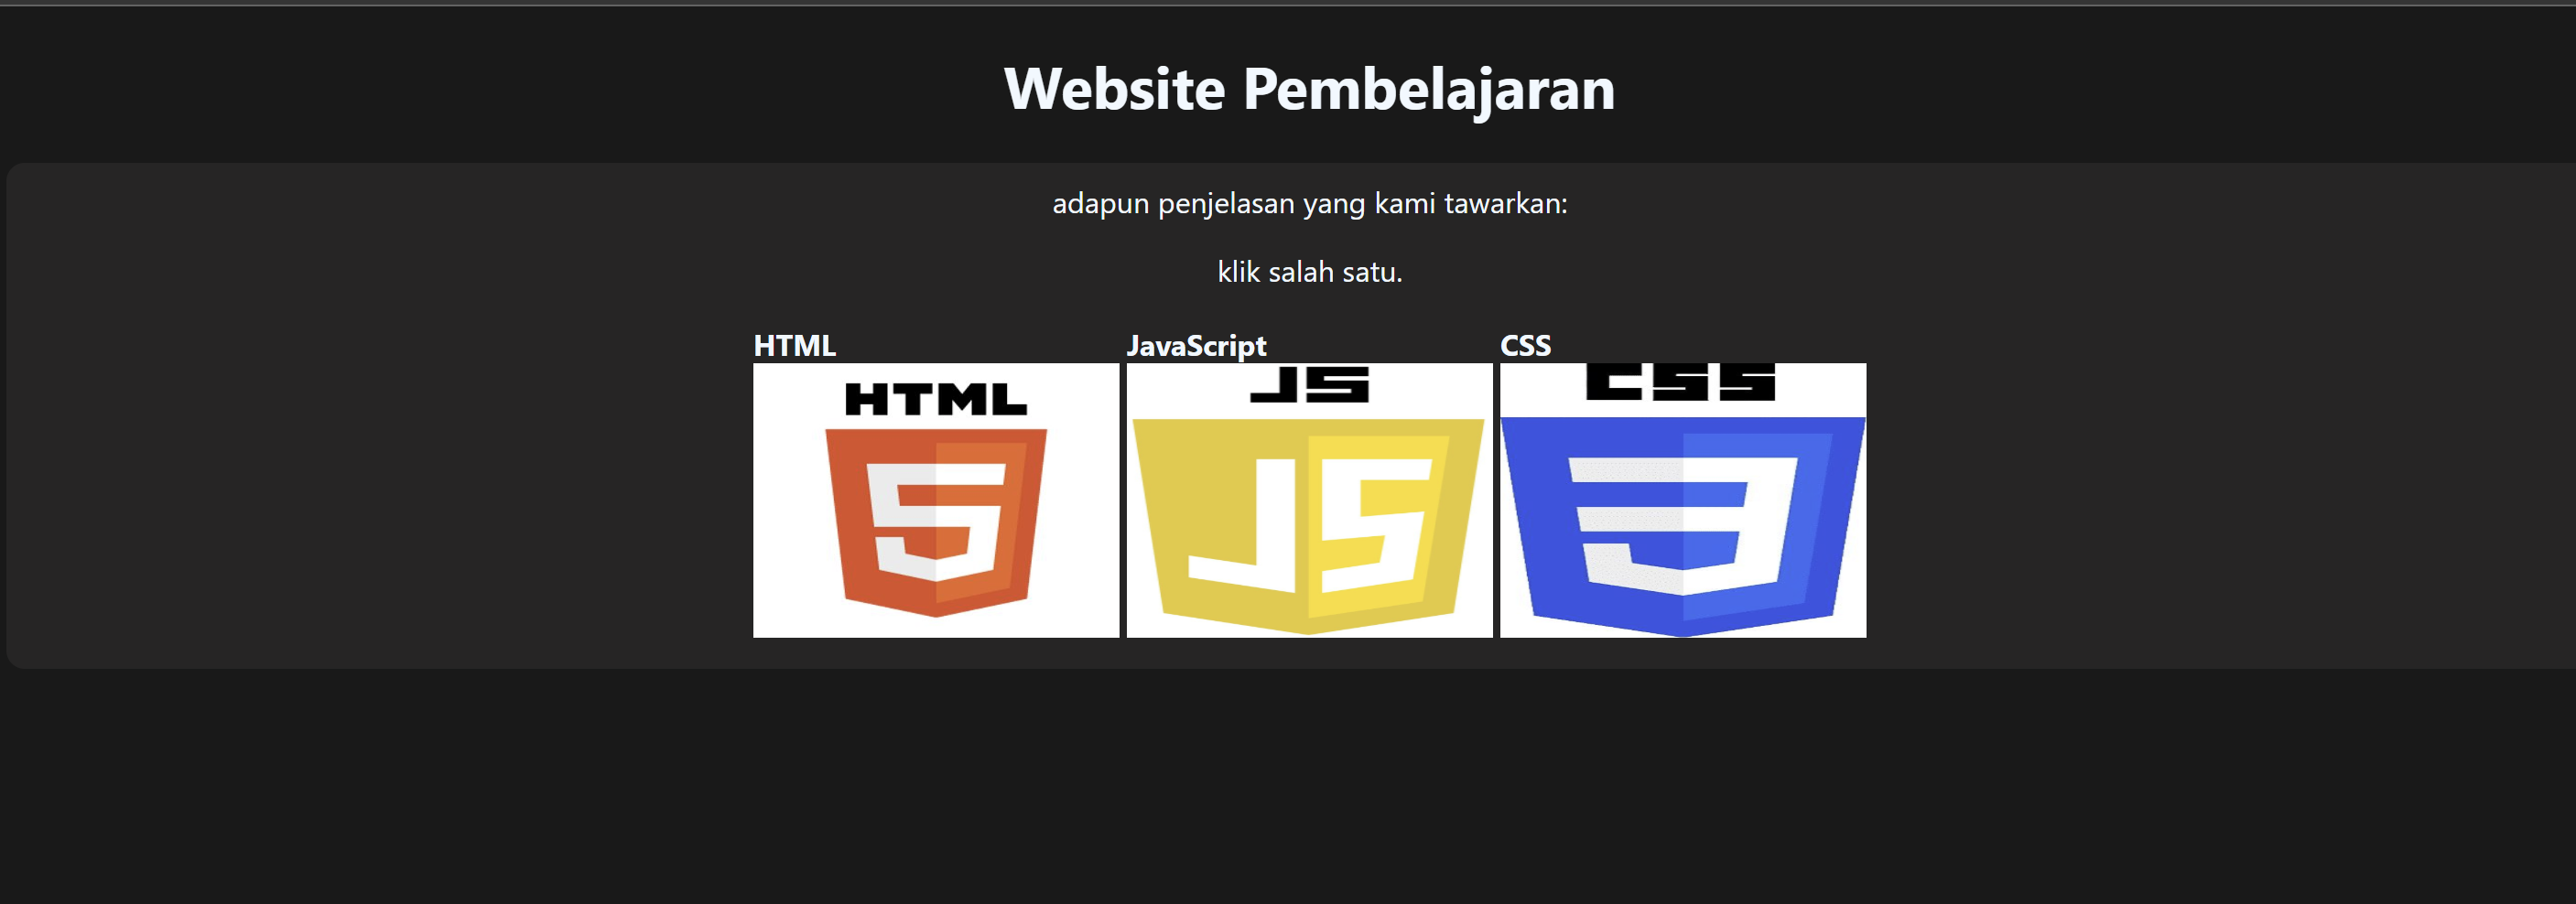 Website Pembelajaran
adapun penjelasan yang kami tawarkan:
klik salah satu.
HTML
JavaScript
CSS
HTML
JS
CSS
5
JS
3